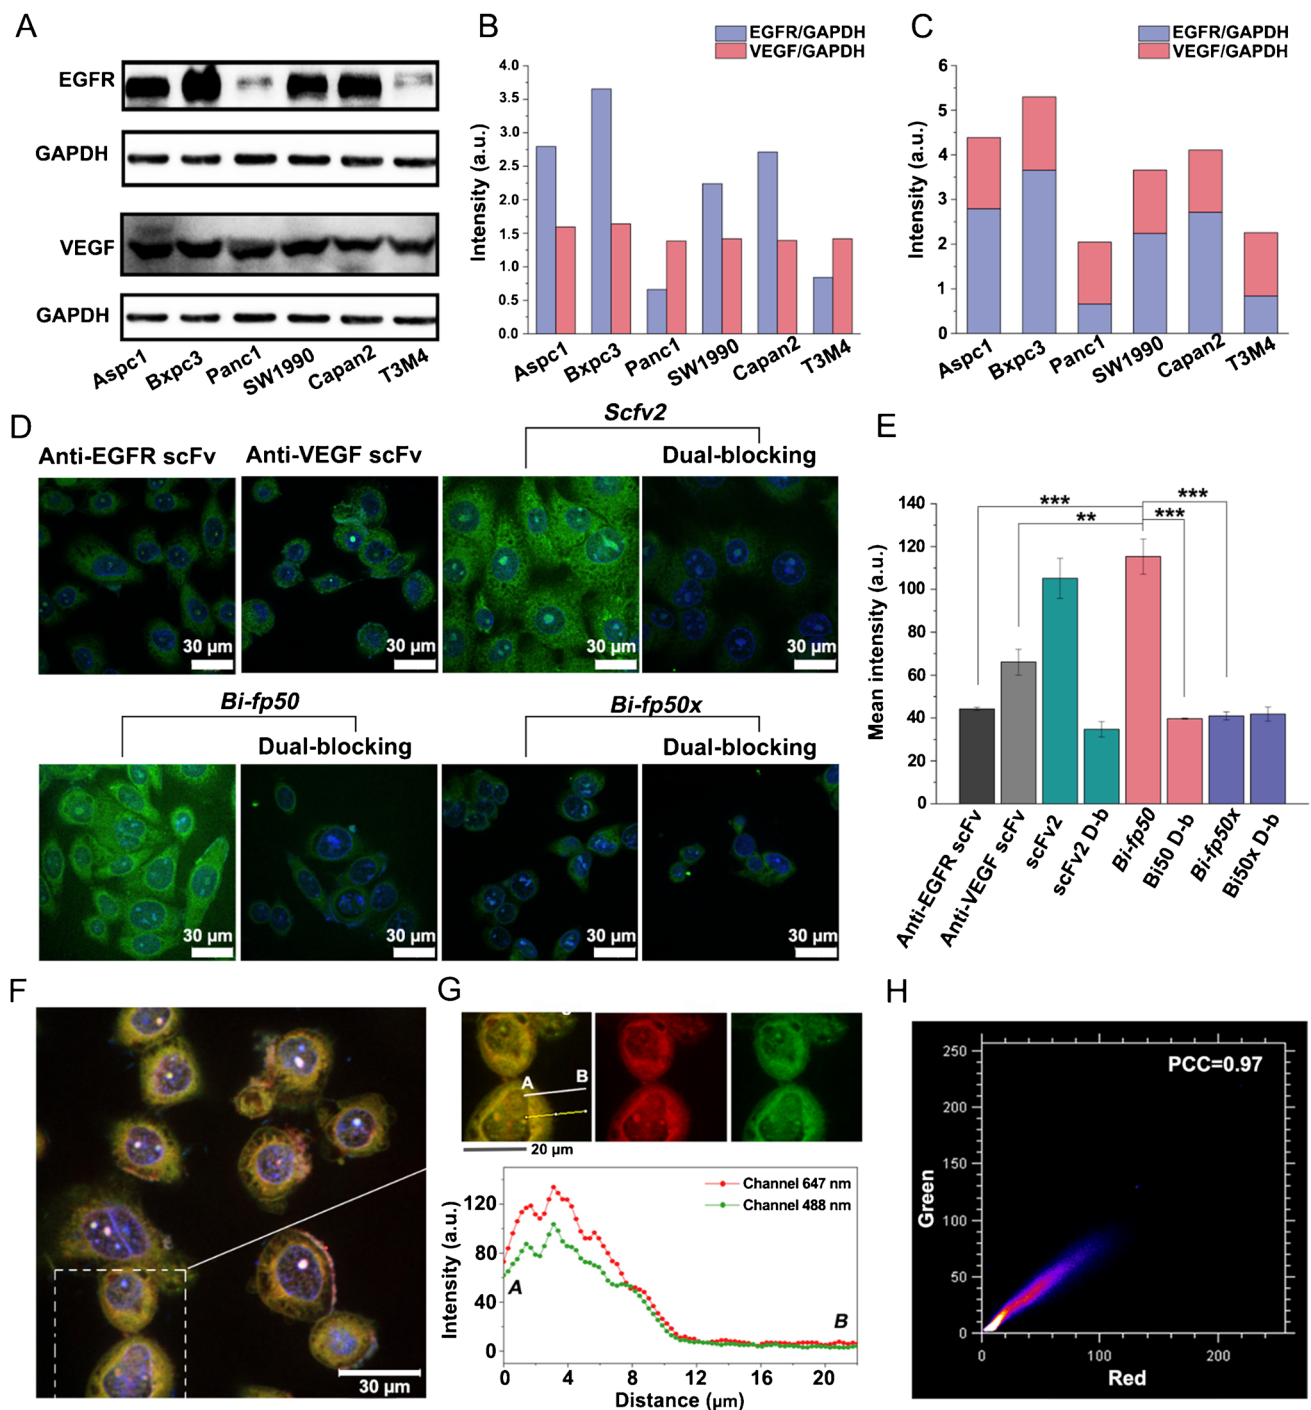 A
EGFR
GAPDH
VEGF
GAPDH
Aspc1
Bxpc3
Panc1
SW1990
Capan2
T3M4
B
EGFR/GAPDH
VEGF/GAPDH
Intensity (a.u.)
4.0
3.5
3.0
2.5
2.0
1.5
1.0
0.5
0.0
Aspc1
Bxpc3
Panc1
SW1990
Capan2
T3M4
C
EGFR/GAPDH
VEGF/GAPDH
Intensity (a.u.)
6
5
4
3
2
1
0
Aspc1
Bxpc3
Panc1
SW1990
Capan2
T3M4
D
Scfv2
Anti-EGFR scFv
Anti-VEGF scFv
Dual-blocking
30 μm
30 μm
30 μm
30 μm
Bi-fp50
Bi-fp50x
Dual-blocking
Dual-blocking
30 μm
30 μm
30 μm
30 μm
E
Mean intensity (a.u.)
140
120
100
80
60
40
20
0
***
**
***
***
Anti-EGFR scFv
Anti-VEGF scFv
scFv2
scFv2 D-b
Bi-fp50
Bi50 D-b
Bi-fp50x
Bi50x D-b
F
30 μm
G
A
B
20 μm
Intensity (a.u.)
120
80
40
0
Channel 647 nm
Channel 488 nm
A
B
0
4
8
12
16
20
Distance (μm)
H
PCC=0.97
Green
250
200
150
100
50
0
0
100
200
Red